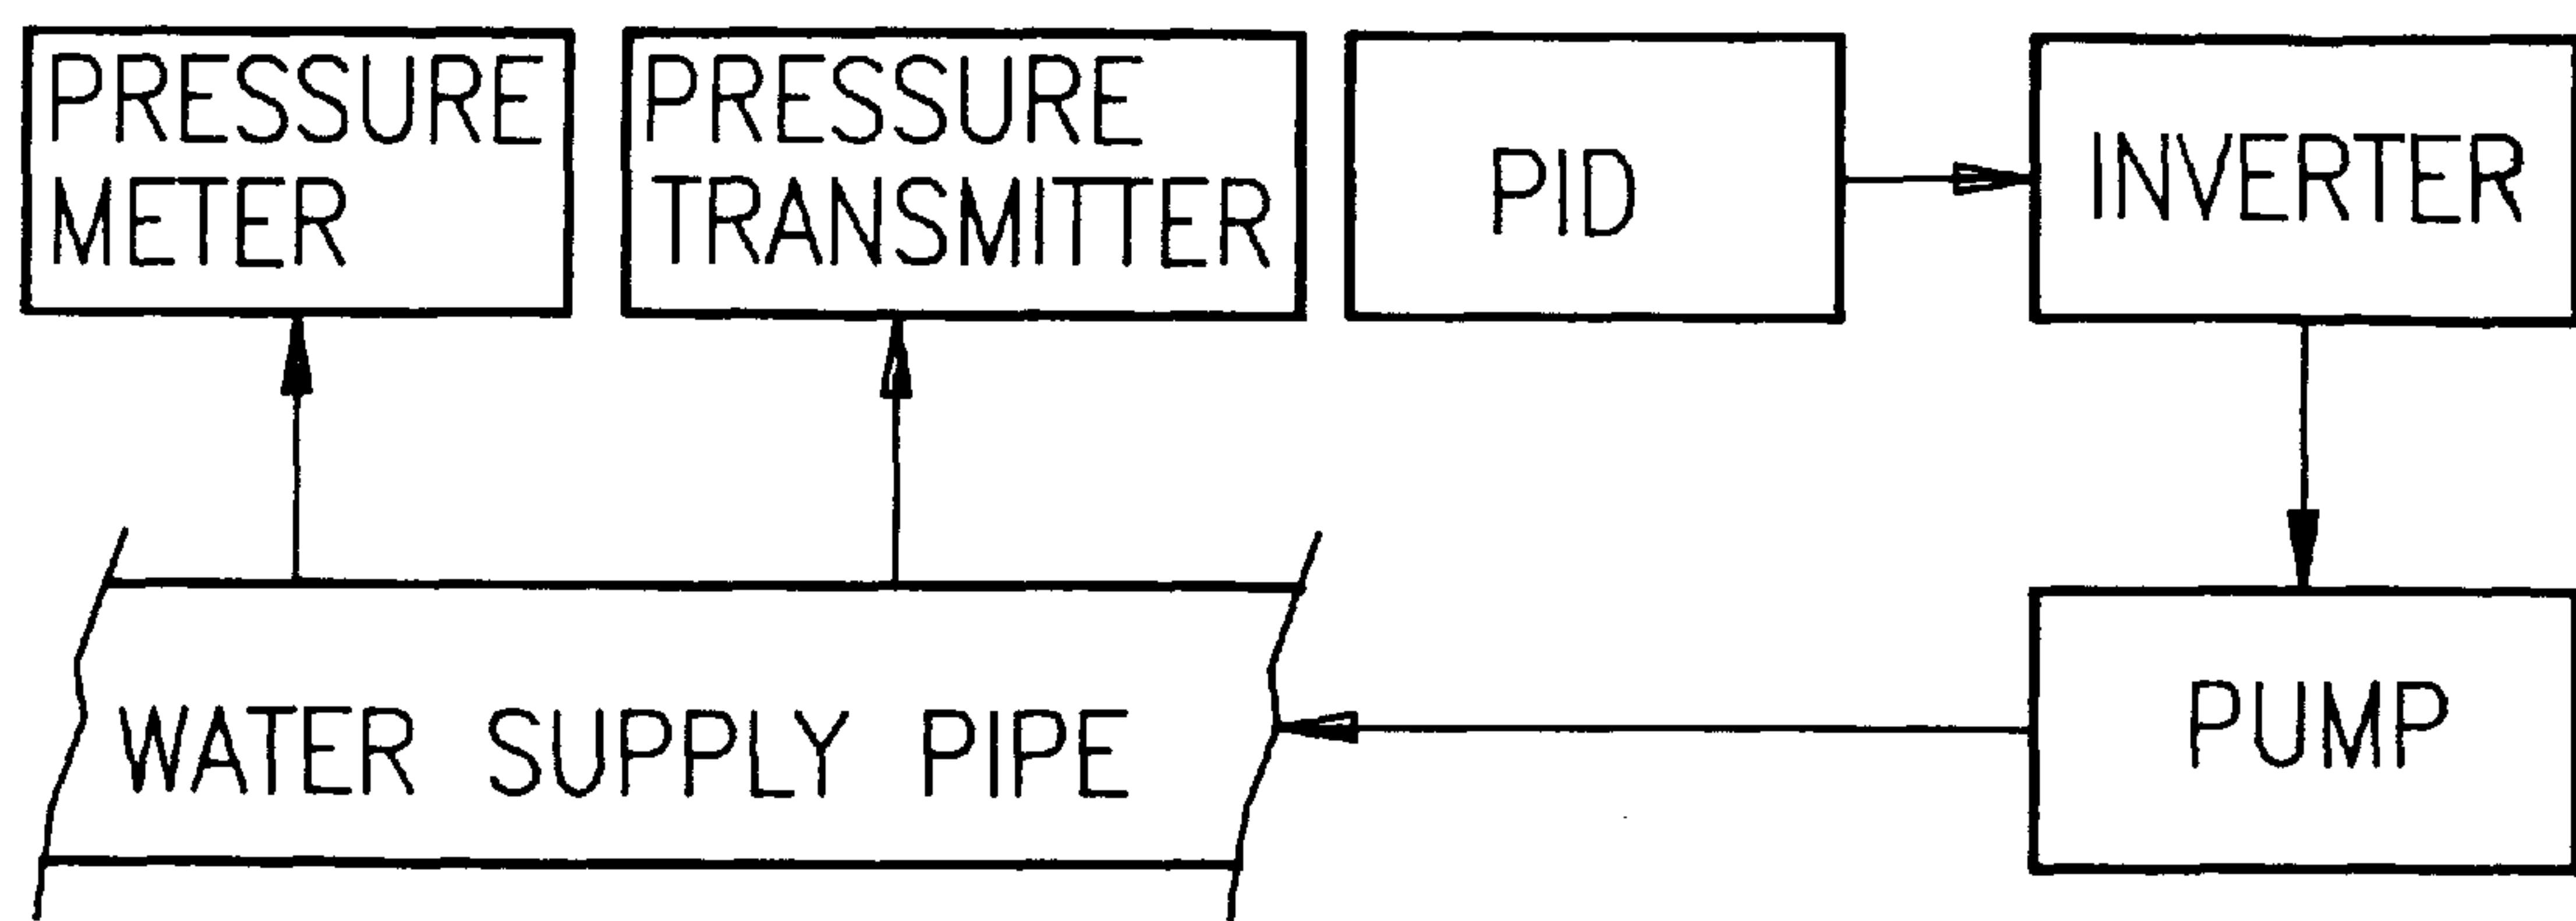 PRESSURE
METER
PRESSURE
TRANSMITTER
PID
INVERTER
WATER SUPPLY PIPE
PUMP